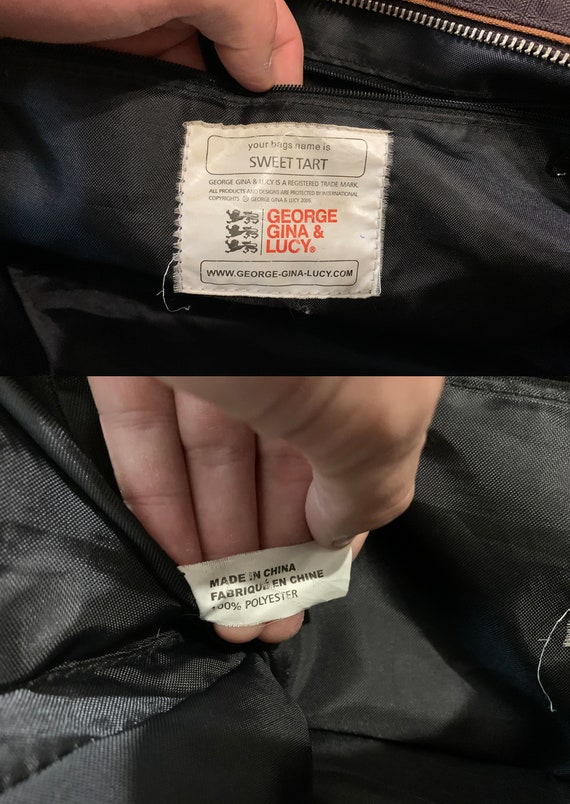 your bags name is
SWEET TART
GEORGE GINA & LUCY IS A REGISTERED TRADE MARK.
ALL PRODUCTS AND DESIGNS ARE PROTECTED BY INTERNATIONAL
COPYRIGHTS © GEORGE GINA & LUCY 2005
GEORGE
GINA &
LUCY®
WWW.GEORGE-GINA-LUCY.COM
MADE IN CHINA
FABRIQUÉ EN CHINE
100% POLYESTER